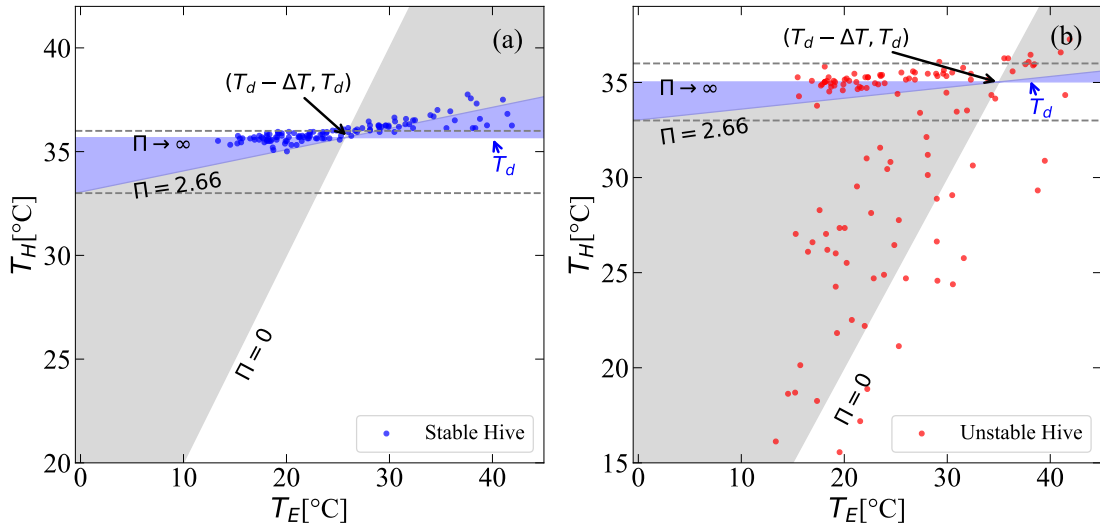 (a)
(T_d − ΔT, T_d)
Π → ∞
Π = 2.66
T_d
Π = 0
Stable Hive
40
35
30
25
20
0
10
20
30
40
T_H[°C]
T_E[°C]
(b)
(T_d − ΔT, T_d)
Π → ∞
Π = 2.66
T_d
Π = 0
Unstable Hive
35
30
25
20
15
0
10
20
30
40
T_H[°C]
T_E[°C]